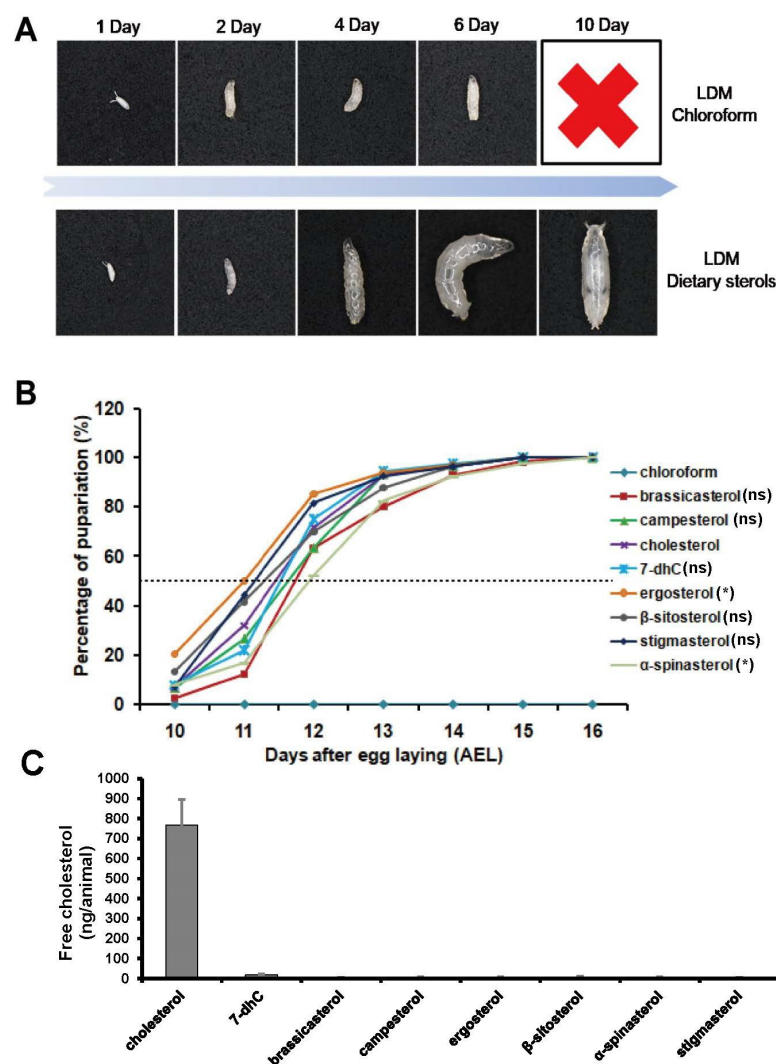 A
1 Day 2 Day 4 Day 6 Day 10 Day
LDM
Chloroform
LDM
Dietary sterols
B
Percentage of pupariation (%)
120
100
80
60
40
20
0
10 11 12 13 14 15 16
Days after egg laying (AEL)
chloroform
brassicasterol (ns)
campesterol (ns)
cholesterol
7-dhC (ns)
ergosterol (*)
β-sitosterol (ns)
stigmasterol (ns)
α-spinasterol (*)
C
Free cholesterol
(ng/animal)
1000
900
800
700
600
500
400
300
200
100
0
cholesterol
7-dhC
brassicasterol
campesterol
ergosterol
β-sitosterol
α-spinasterol
stigmasterol